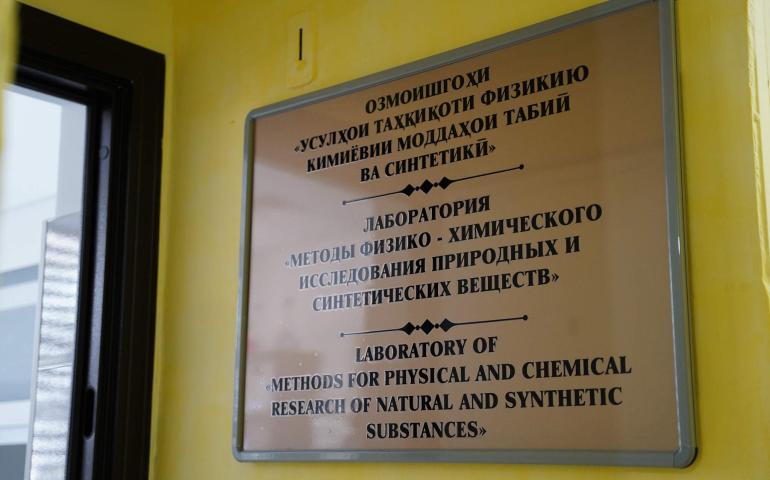 ОЗМОИШГОҲИ
«УСУЛҲОИ ТАҲҚИҚОТИ ФИЗИКИЮ
КИМИЁВИИ МОДДАҲОИ ТАБИӢ
ВА СИНТЕТИКӢ»
ЛАБОРАТОРИЯ
«МЕТОДЫ ФИЗИКО - ХИМИЧЕСКОГО
ИССЛЕДОВАНИЯ ПРИРОДНЫХ И
СИНТЕТИЧЕСКИХ ВЕЩЕСТВ»
LABORATORY OF
«METHODS FOR PHYSICAL AND CHEMICAL
RESEARCH OF NATURAL AND SYNTHETIC
SUBSTANCES»